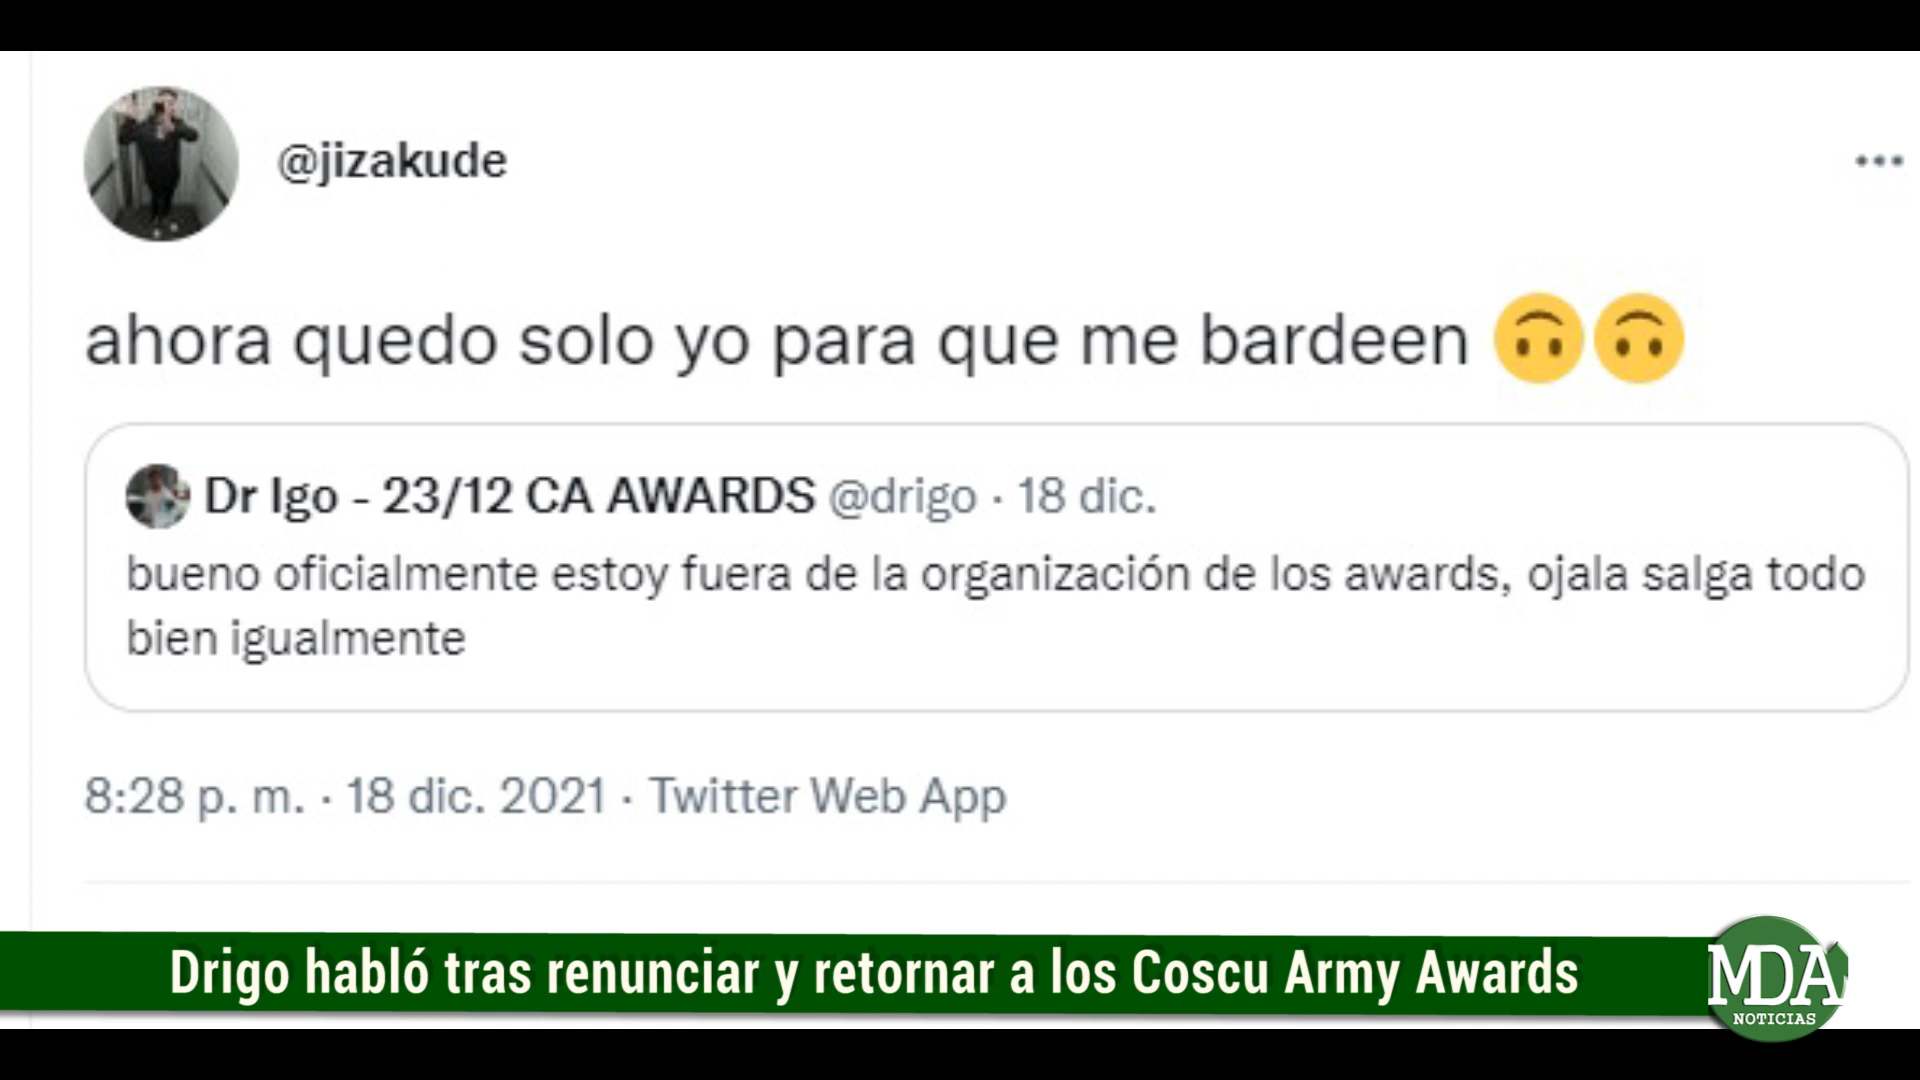 @jizakude
ahora quedo solo yo para que me bardeen 🙃🙃
Dr Igo - 23/12 CA AWARDS @drigo · 18 dic.
bueno oficialmente estoy fuera de la organización de los awards, ojala salga todo
bien igualmente
8:28 p. m. · 18 dic. 2021 · Twitter Web App
Drigo habló tras renunciar y retornar a los Coscu Army Awards
MDA
NOTICIAS